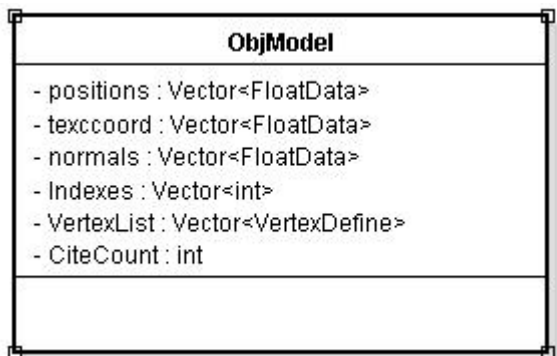 ObjModel
- positions : Vector<FloatData>
- texccoord : Vector<FloatData>
- normals : Vector<FloatData>
- Indexes : Vector<int>
- VertexList : Vector<VertexDefine>
- CiteCount : int